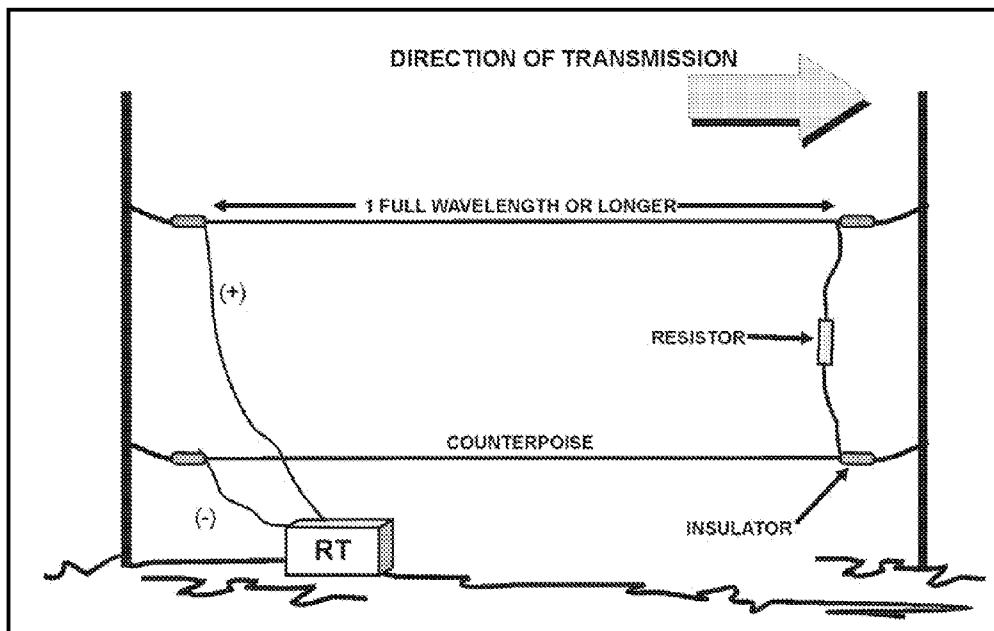 DIRECTION OF TRANSMISSION
1 FULL WAVELENGTH OR LONGER
(+)
RESISTOR
COUNTERPOISE
(-)
INSULATOR
RT